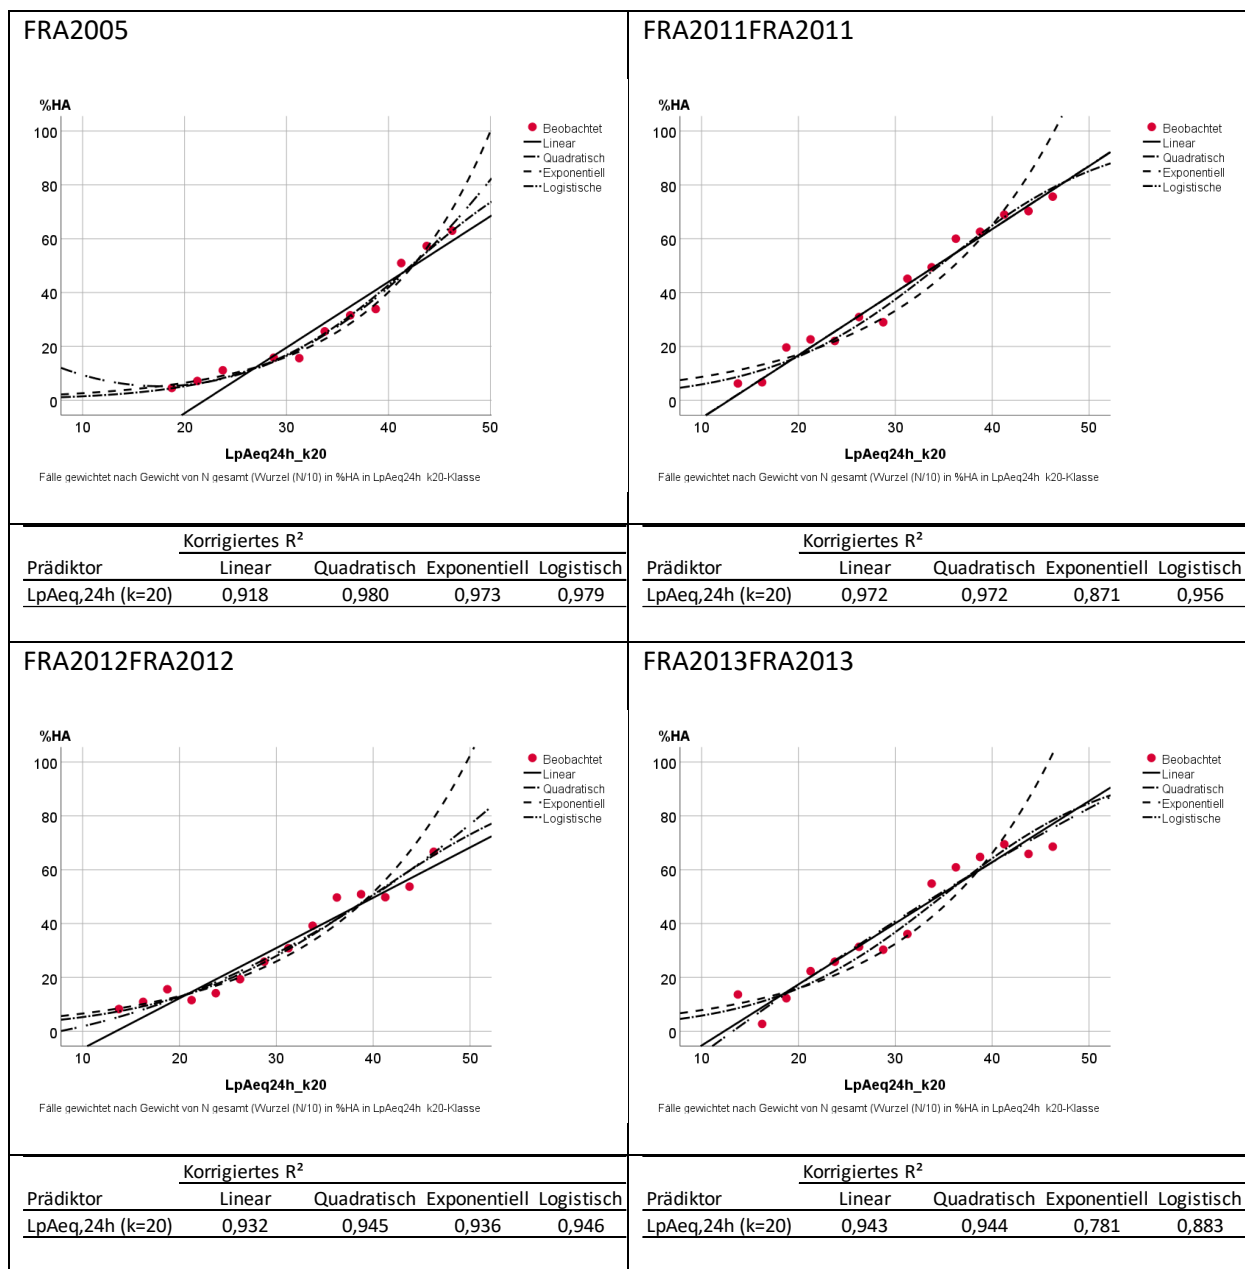 FRA2005
%HA
100
80
60
40
20
0
10 20 30 40 50
LpAeq24h_k20
Beobachtet
Linear
Quadratisch
Exponentiell
Logistische
Fälle gewichtet nach Gewicht von N gesamt (Wurzel (N/10) in %HA in LpAeq24h_k20-Klasse
Korrigiertes R²
Prädiktor Linear Quadratisch Exponentiell Logistisch
LpAeq,24h (k=20) 0,918 0,980 0,973 0,979
FRA2011FRA2011
%HA
100
80
60
40
20
0
10 20 30 40 50
LpAeq24h_k20
Beobachtet
Linear
Quadratisch
Exponentiell
Logistische
Fälle gewichtet nach Gewicht von N gesamt (Wurzel (N/10) in %HA in LpAeq24h_k20-Klasse
Korrigiertes R²
Prädiktor Linear Quadratisch Exponentiell Logistisch
LpAeq,24h (k=20) 0,972 0,972 0,871 0,956
FRA2012FRA2012
%HA
100
80
60
40
20
0
10 20 30 40 50
LpAeq24h_k20
Beobachtet
Linear
Quadratisch
Exponentiell
Logistische
Fälle gewichtet nach Gewicht von N gesamt (Wurzel (N/10) in %HA in LpAeq24h_k20-Klasse
Korrigiertes R²
Prädiktor Linear Quadratisch Exponentiell Logistisch
LpAeq,24h (k=20) 0,932 0,945 0,936 0,946
FRA2013FRA2013
%HA
100
80
60
40
20
0
10 20 30 40 50
LpAeq24h_k20
Beobachtet
Linear
Quadratisch
Exponentiell
Logistische
Fälle gewichtet nach Gewicht von N gesamt (Wurzel (N/10) in %HA in LpAeq24h_k20-Klasse
Korrigiertes R²
Prädiktor Linear Quadratisch Exponentiell Logistisch
LpAeq,24h (k=20) 0,943 0,944 0,781 0,883